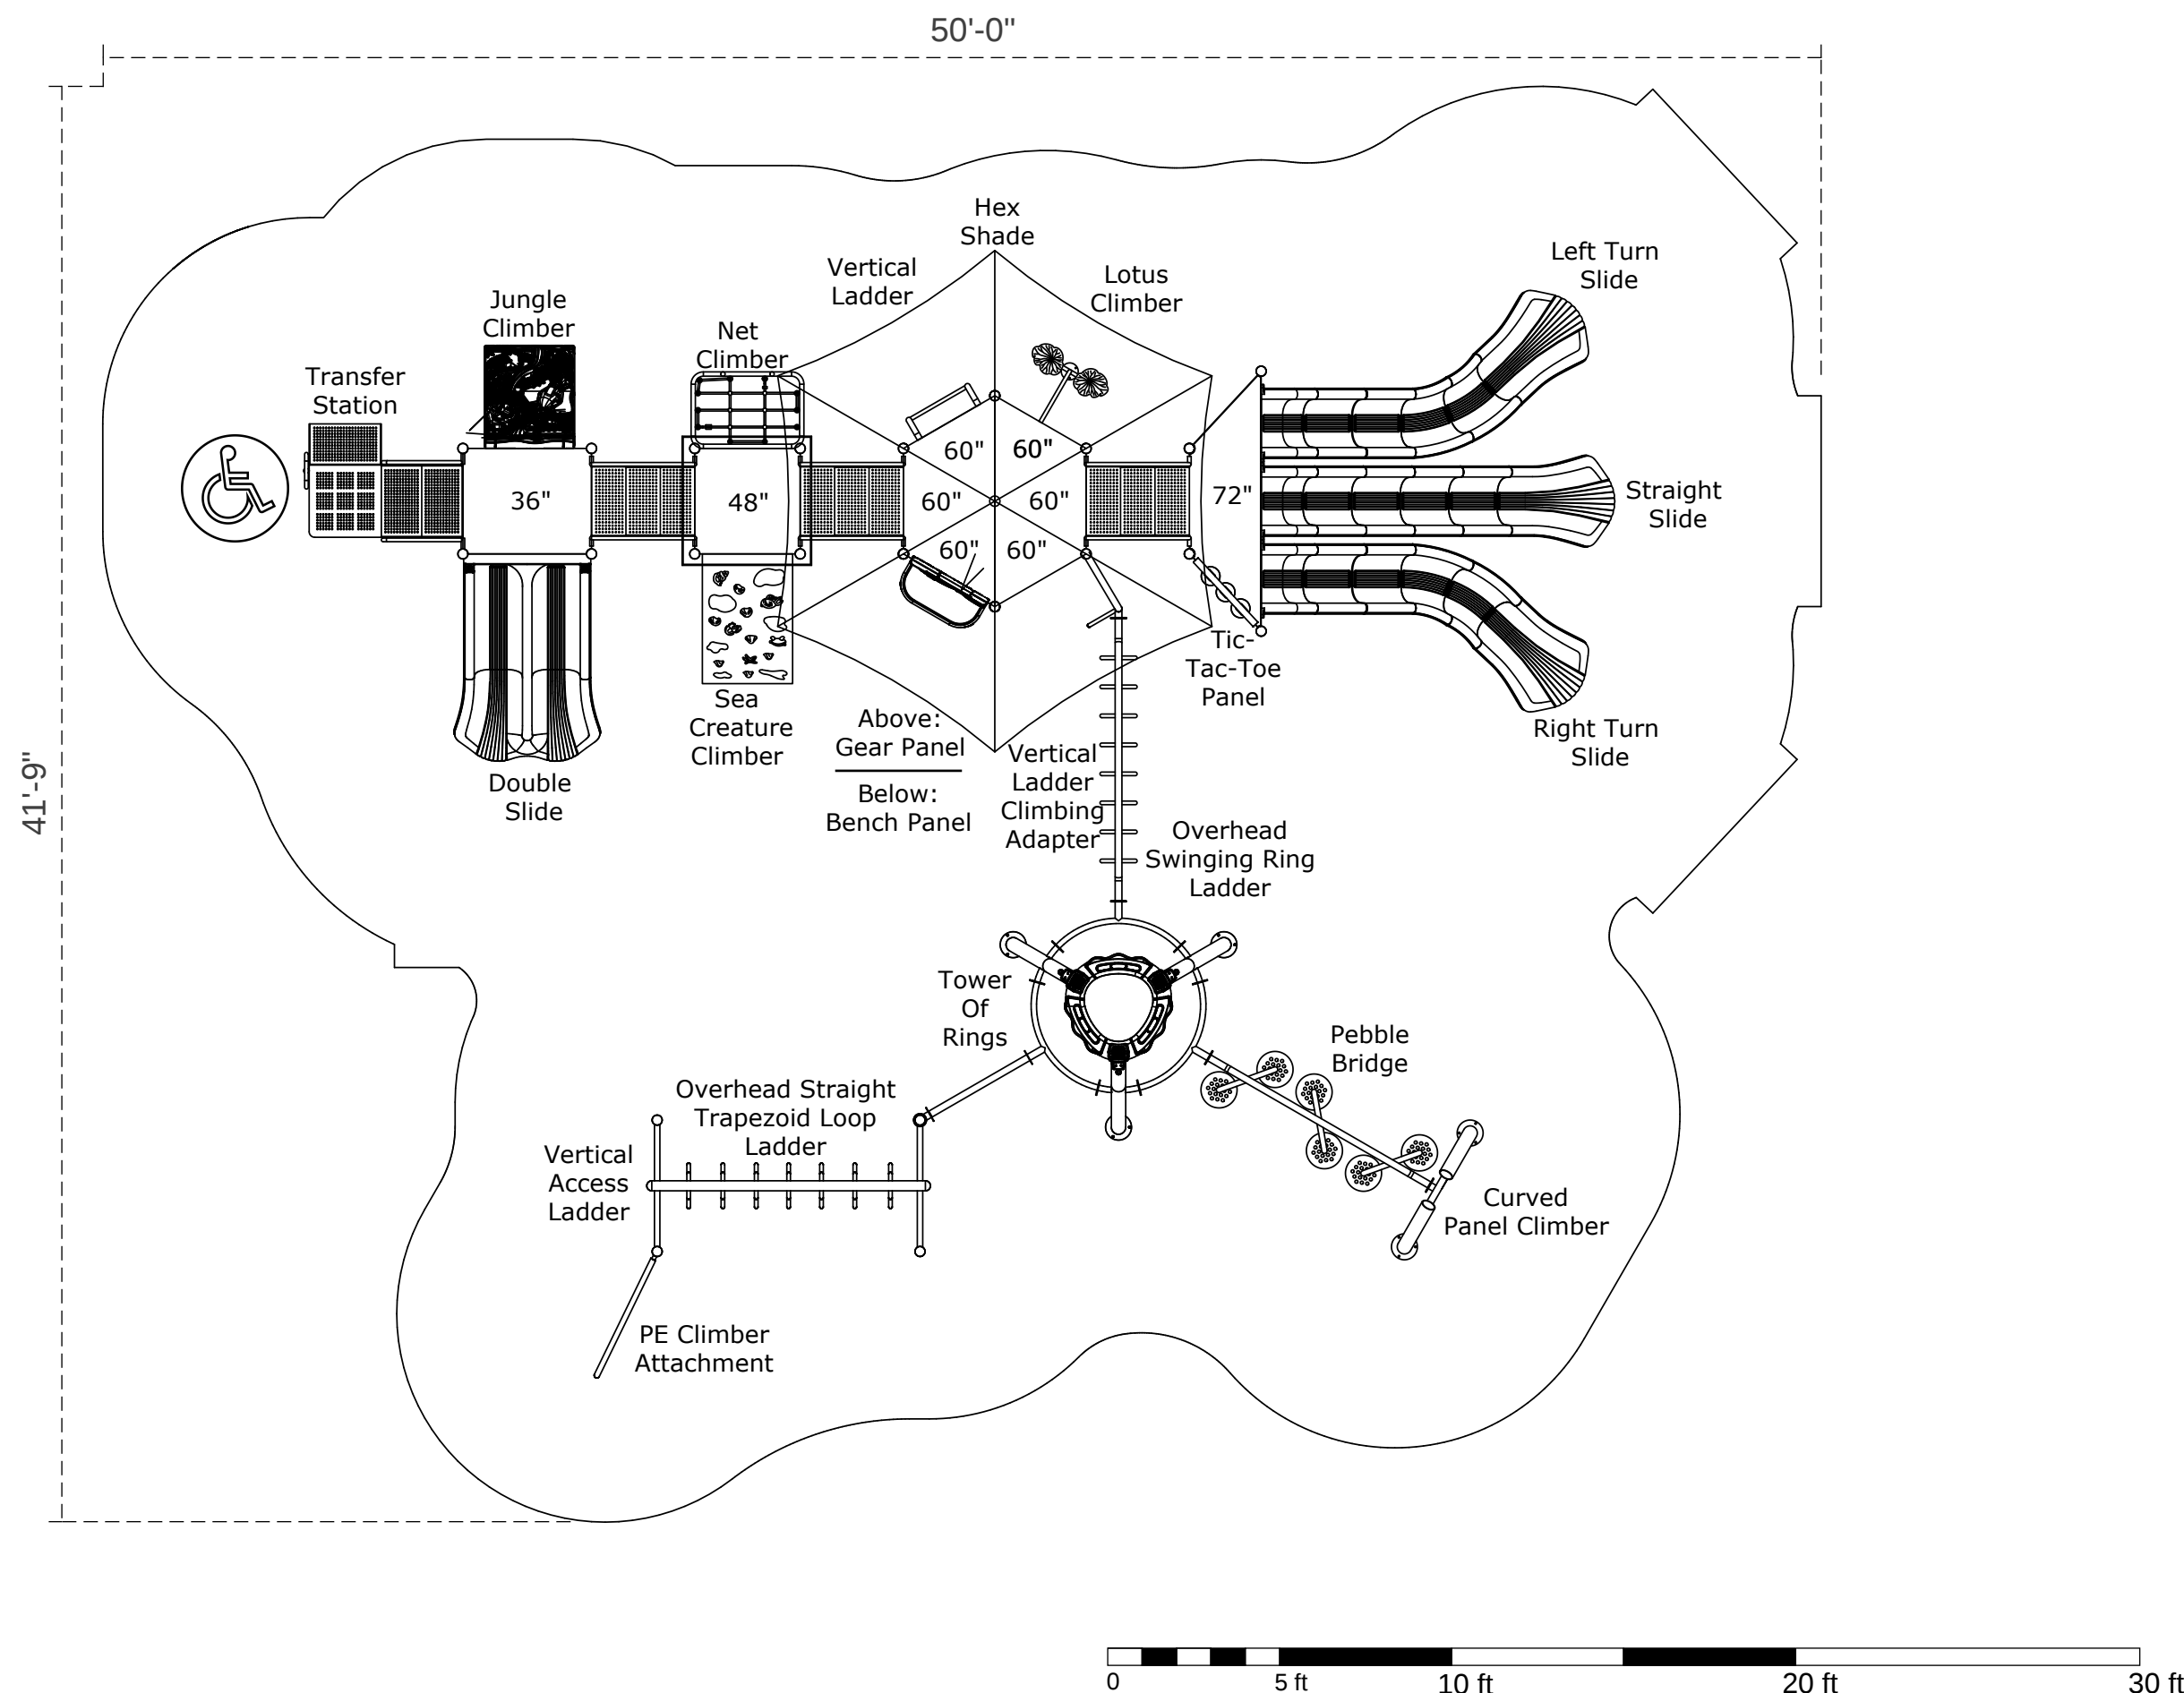 50'-0"
Hex
Shade
Left Turn
Slide
Vertical
Ladder
Lotus
Climber
Jungle
Climber
Net
Climber
Transfer
Station
60"
60"
36"
48"
60"
60"
72"
Straight
Slide
60"
60"
Tic-
Tac-Toe
Panel
Sea
Creature
Climber
Above:
Gear Panel
Below:
Bench Panel
Right Turn
Slide
Double
Slide
Vertical
Ladder
Climbing
Adapter
41'-9"
Overhead
Swinging Ring
Ladder
Tower
Of
Rings
Pebble
Bridge
Overhead Straight
Trapezoid Loop
Ladder
Vertical
Access
Ladder
Curved
Panel Climber
PE Climber
Attachment
0
5 ft
10 ft
20 ft
30 ft